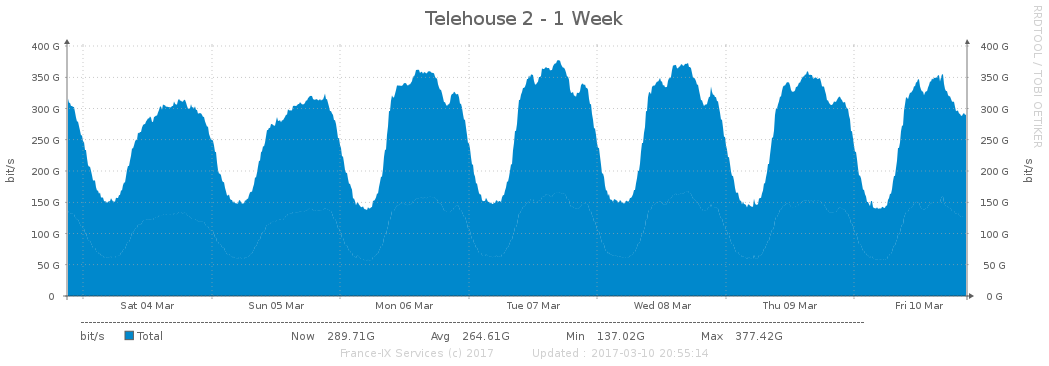 Telehouse 2 - 1 Week
RRDTOOL / TOBI OETIKER
400 G 400 G
350 G 350 G
300 G 300 G
250 G 250 G
200 G 200 G
150 G 150 G
100 G 100 G
50 G 50 G
0 0 G
bit/s bit/s
Sat 04 Mar Sun 05 Mar Mon 06 Mar Tue 07 Mar Wed 08 Mar Thu 09 Mar Fri 10 Mar
bit/s Total Now 289.71G Avg 264.61G Min 137.02G Max 377.42G
France-IX Services (c) 2017 Updated : 2017-03-10 20:55:14